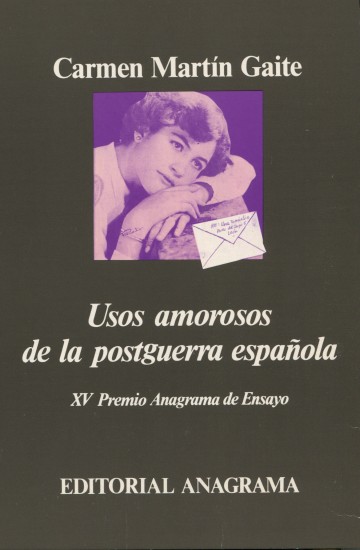 Carmen Martín Gaite
Usos amorosos
de la postguerra española
XV Premio Anagrama de Ensayo
EDITORIAL ANAGRAMA